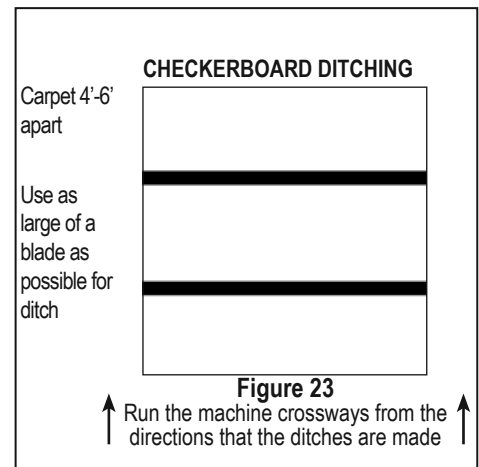 CHECKERBOARD DITCHING
Carpet 4’-6’
apart
Use as
large of a
blade as
possible for
ditch
Figure 23
Run the machine crossways from the
directions that the ditches are made